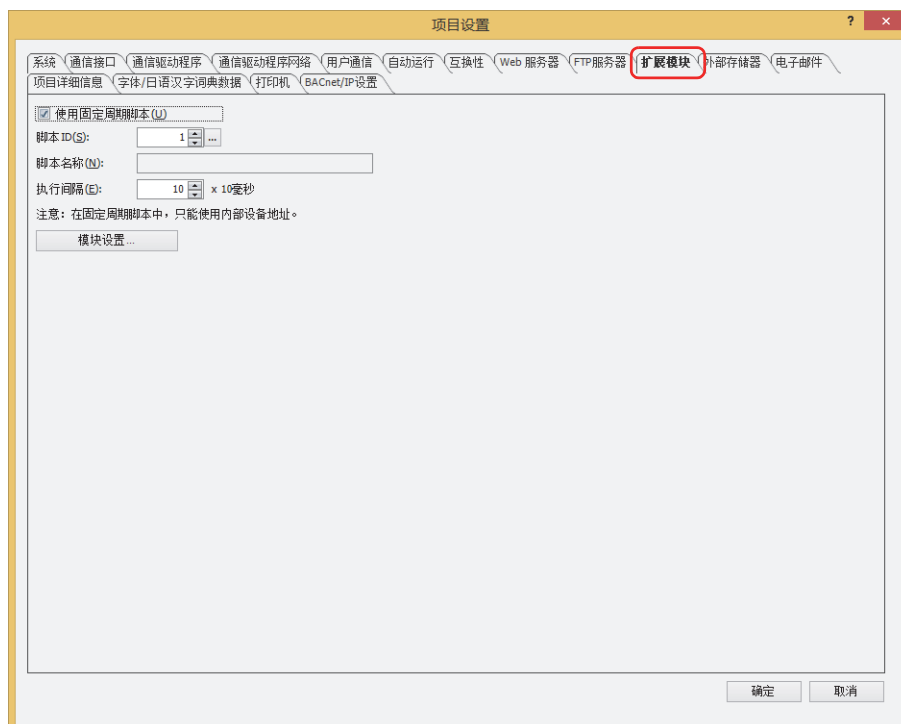 项目设置
? ×
系统 通信接口 通信驱动程序 通信驱动程序网络 用户通信 自动运行 互换性 Web 服务器 FTP服务器 扩展模块 外部存储器 电子邮件
项目详细信息 字体/日语汉字词典数据 打印机 BACnet/IP设置
使用固定周期脚本(U)
脚本 ID(S): 1 ...
脚本名称(N):
执行间隔(E): 10 x 10毫秒
注意: 在固定周期脚本中,只能使用内部设备地址。
模块设置...
确定 取消